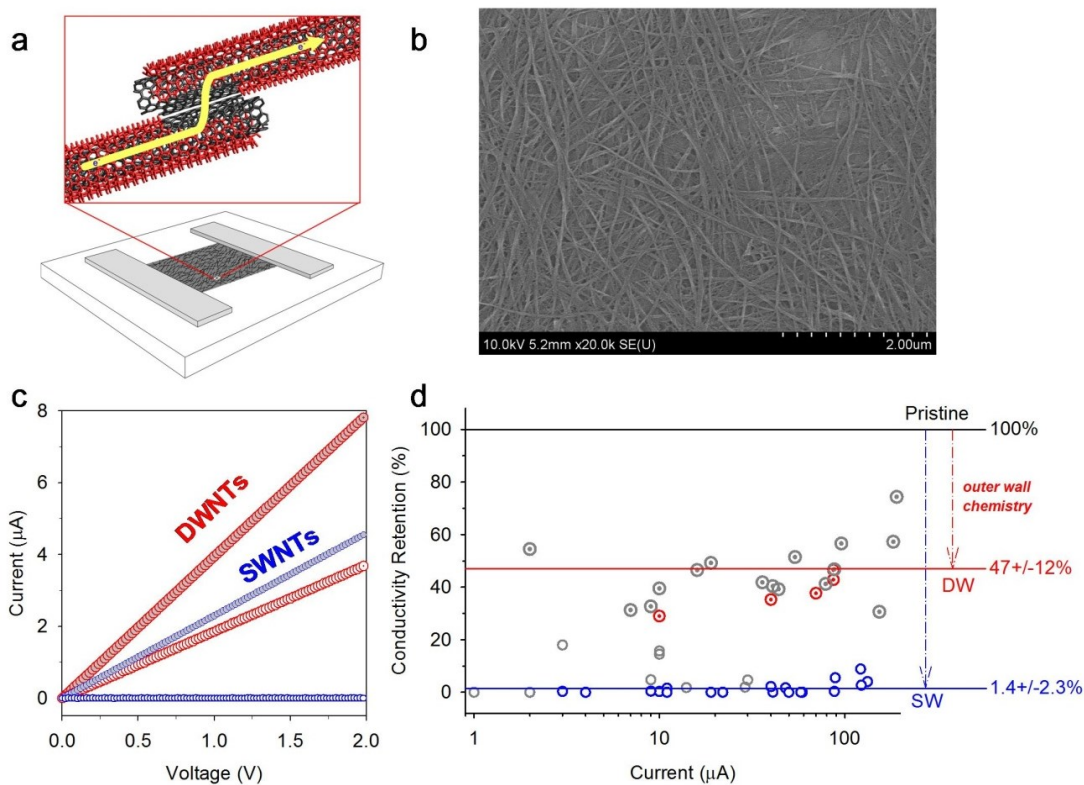 a
e
e
b
10.0kV 5.2mm x20.0k SE(U)
2.00um
c
8
6
4
2
0
Current (μA)
DWNTs
SWNTs
0.0
0.5
1.0
1.5
2.0
Voltage (V)
d
Pristine
100
80
60
40
20
0
Conductivity Retention (%)
100%
outer wall
chemistry
47+/-12%
DW
1.4+/-2.3%
SW
1
10
100
Current (μA)